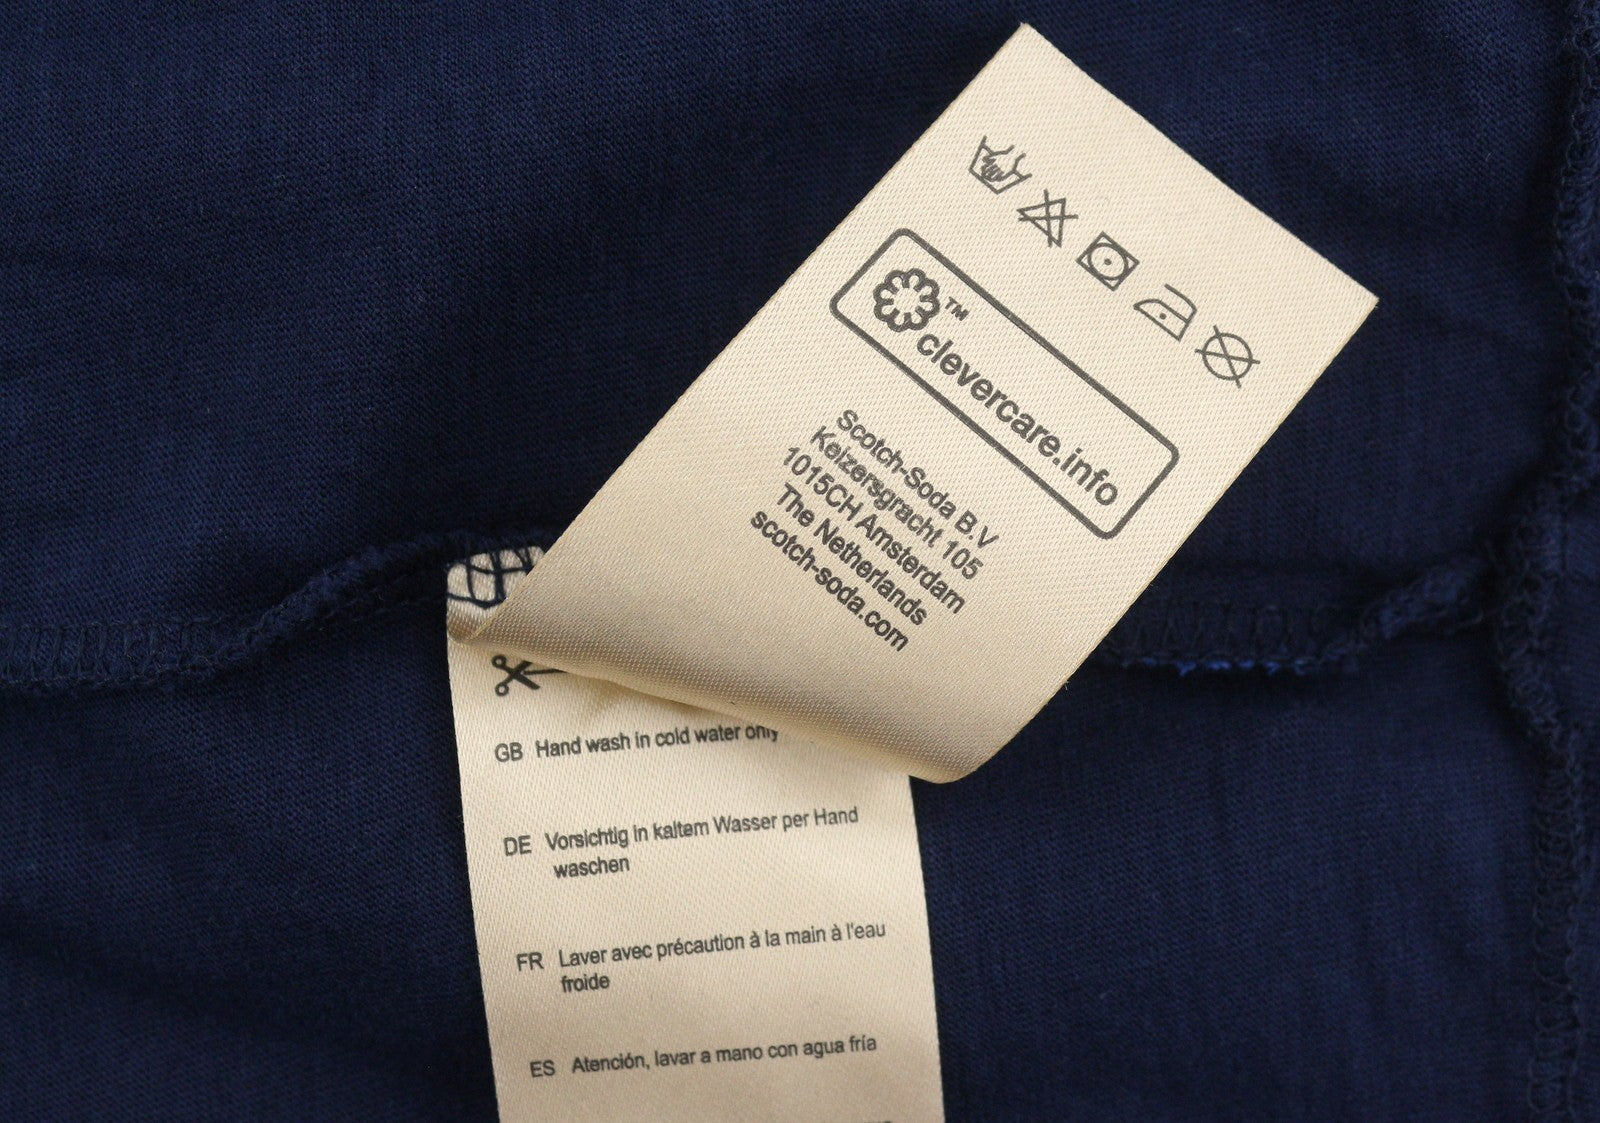 ™
clevercare.info
Scotch-Soda B.V
Keizersgracht 105
1015CH Amsterdam
The Netherlands
scotch-soda.com
GB Hand wash in cold water only
DE Vorsichtig in kaltem Wasser per Hand
waschen
FR Laver avec précaution à la main à l'eau
froide
ES Atención, lavar a mano con agua fría